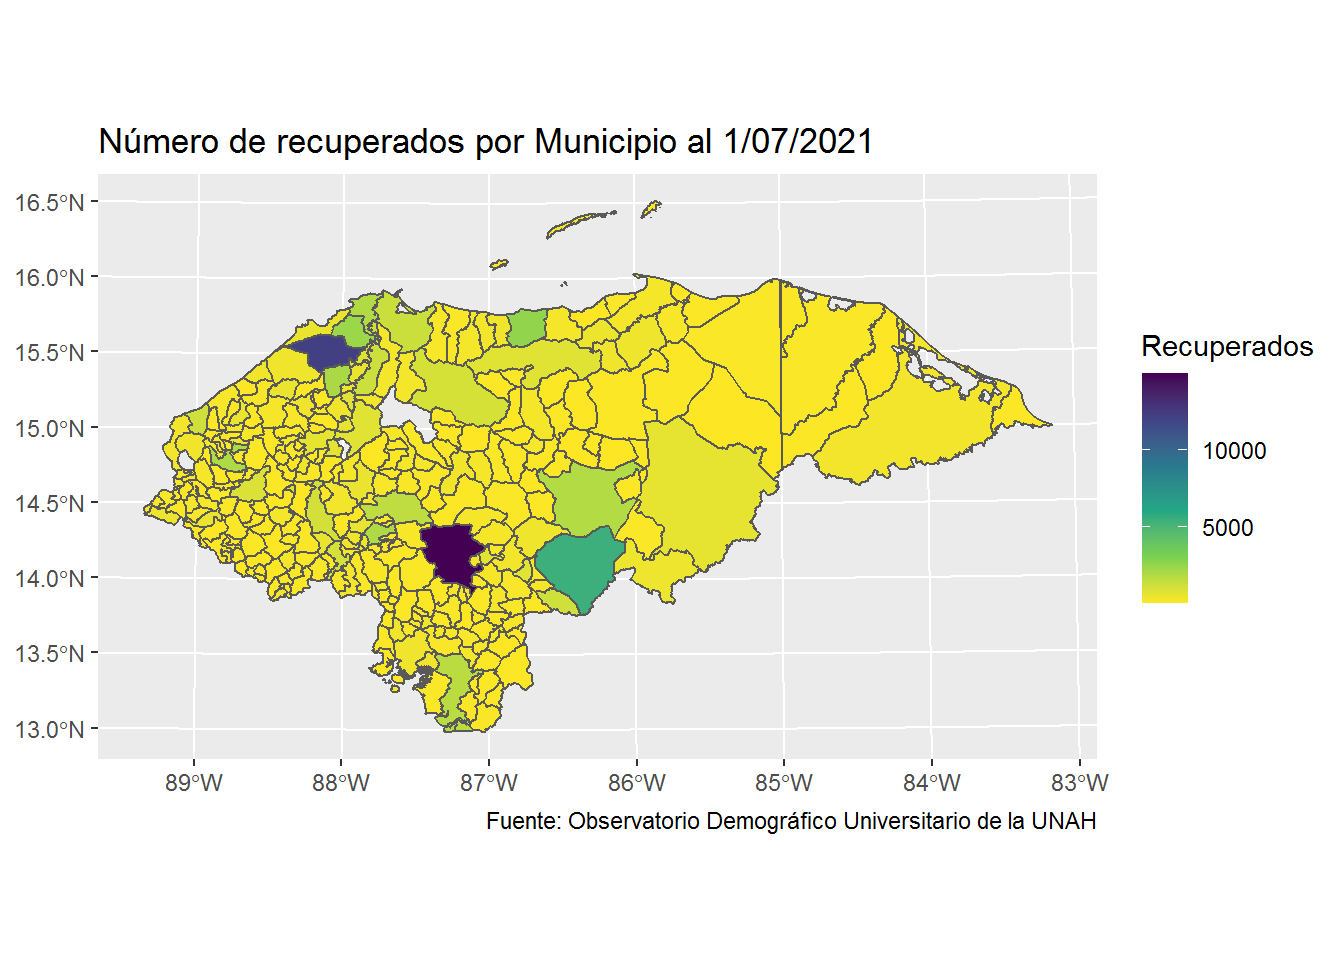 Número de recuperados por Municipio al 1/07/2021
16.5°N
16.0°N
15.5°N
15.0°N
14.5°N
14.0°N
13.5°N
13.0°N
89°W
88°W
87°W
86°W
85°W
84°W
83°W
Fuente: Observatorio Demográfico Universitario de la UNAH
Recuperados
10000
5000